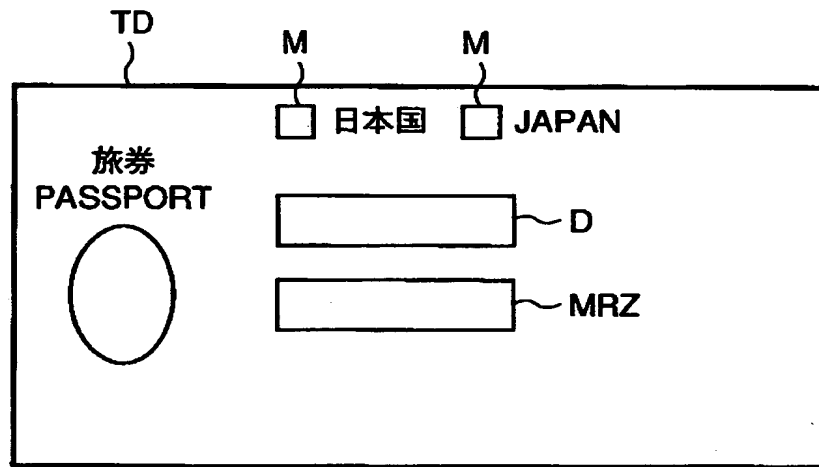 TD
M M
日本国 JAPAN
旅券
PASSPORT
D
MRZ